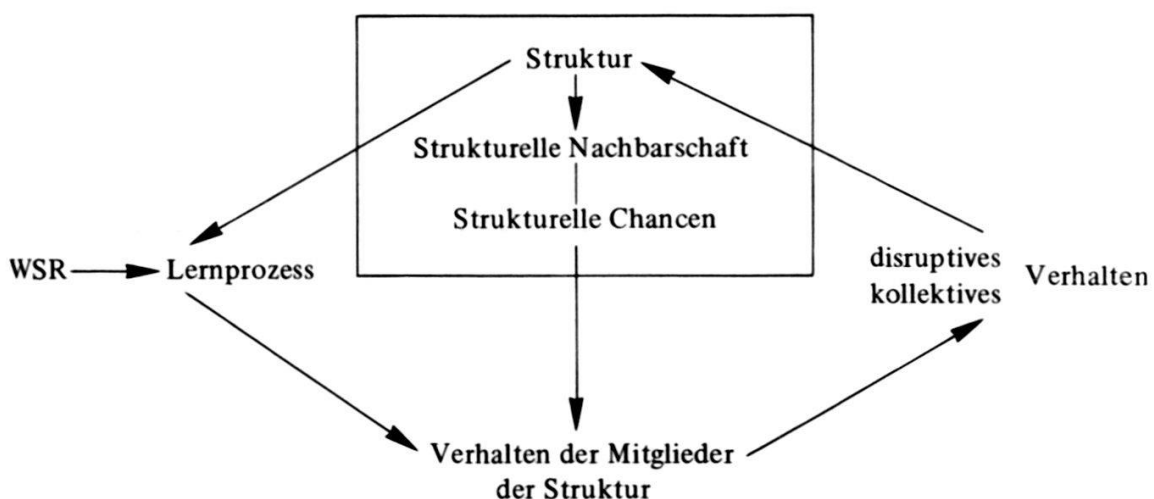 Struktur
Strukturelle Nachbarschaft
Strukturelle Chancen
WSR
Lernprozess
disruptives
kollektives
Verhalten
Verhalten der Mitglieder
der Struktur